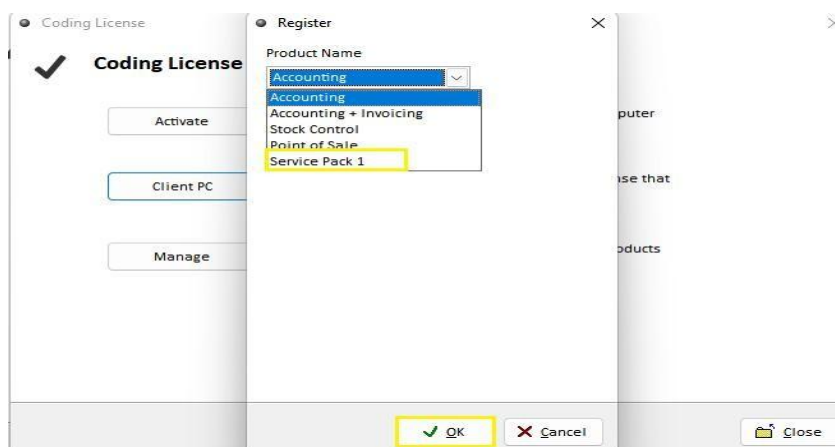 Coding License
Register
Product Name
Accounting
Accounting
Accounting + Invoicing
Stock Control
Point of Sale
Service Pack 1
OK
Cancel
Coding License
Activate
Client PC
Manage
puter
nse that
oducts
Close